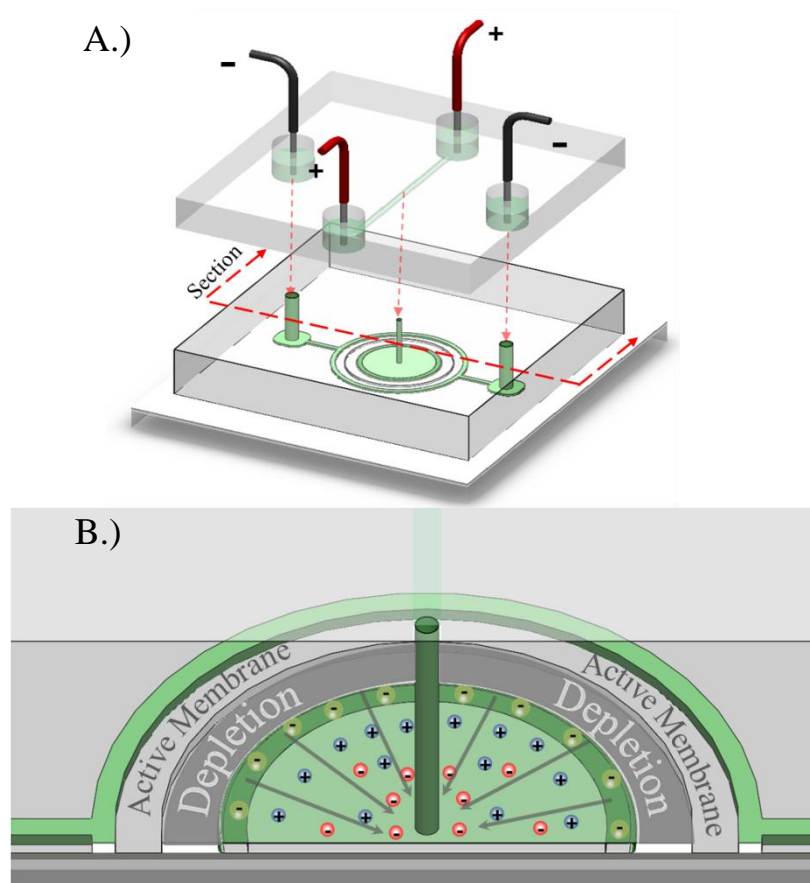 A.)
-
+
+
-
Section
B.)
Active Membrane
Depletion
Depletion
Active Membrane
- - - - - - - - - -
+ + + + + + + + + + + + + + +
- - - - - - - - - -